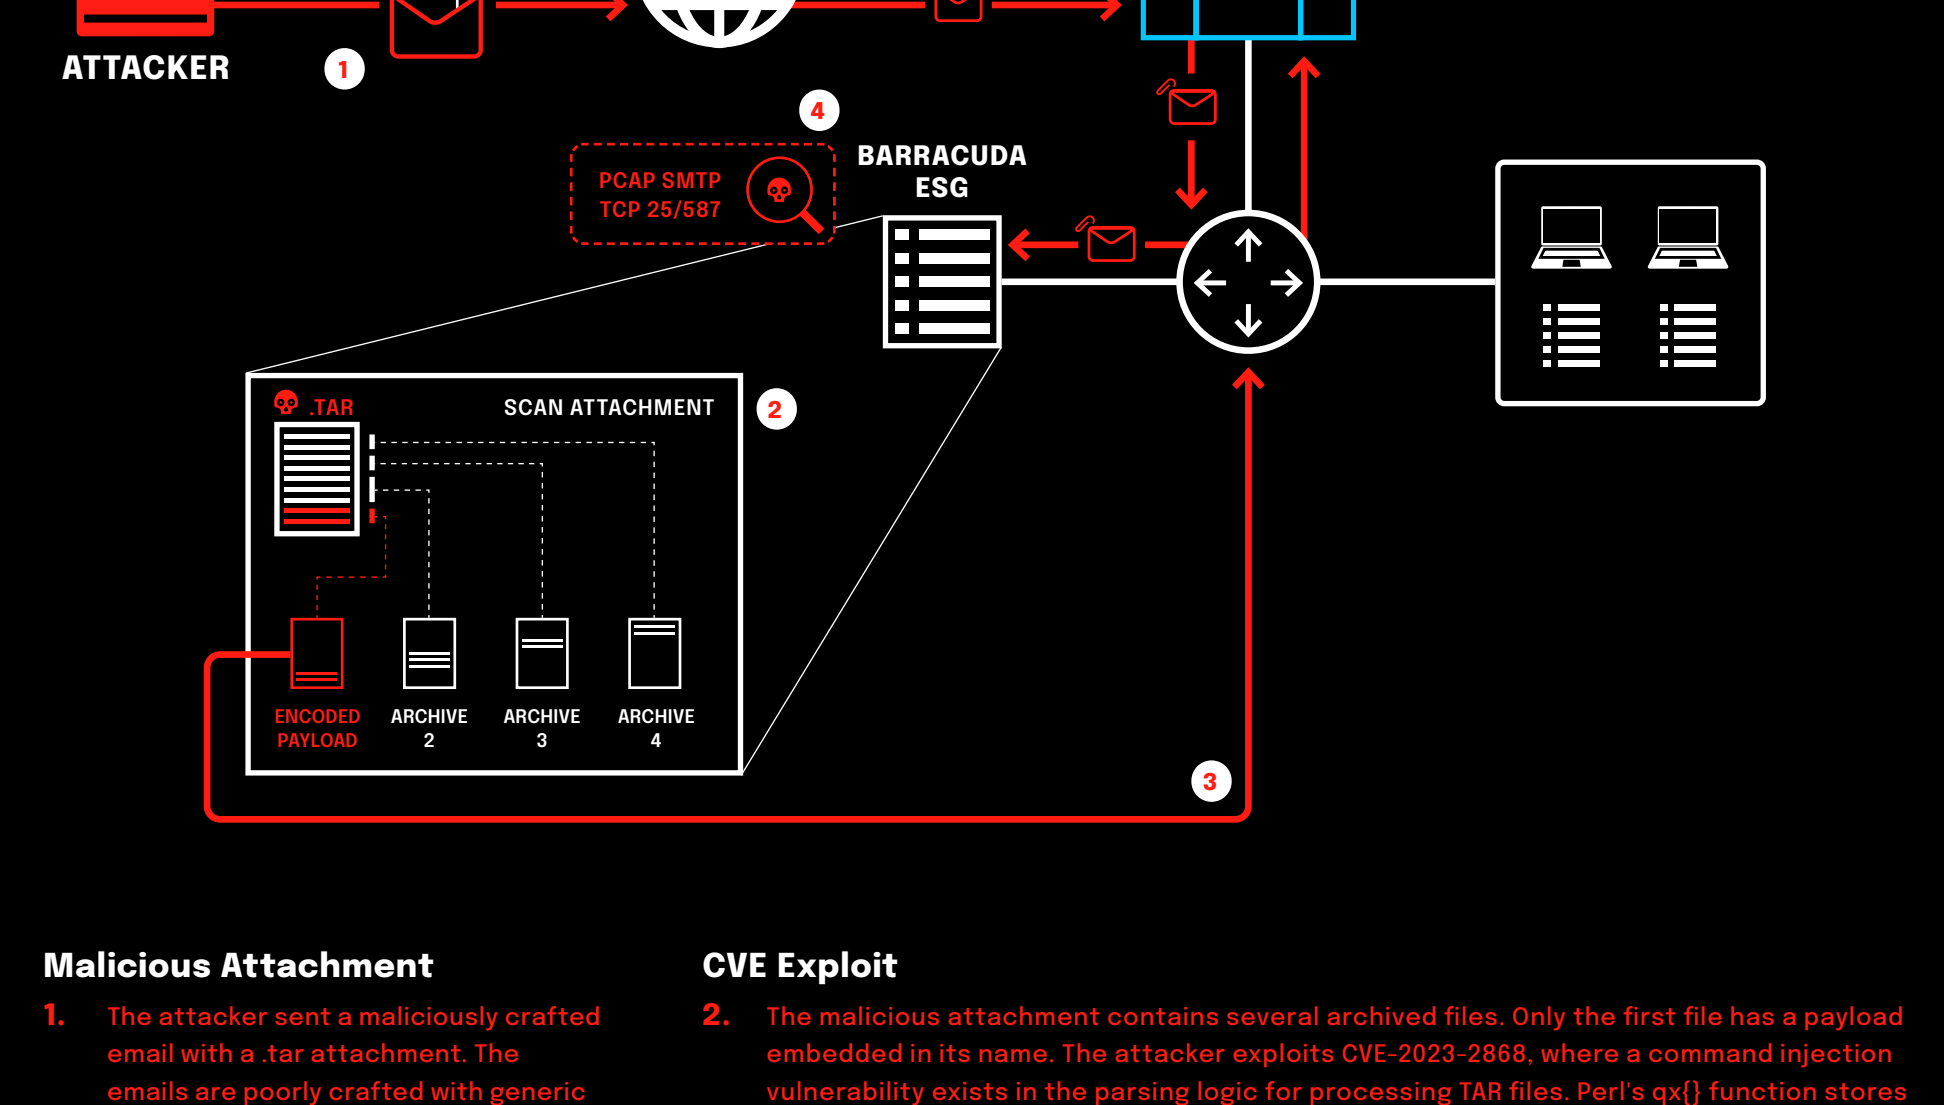 ATTACKER
1
4
PCAP SMTP
TCP 25/587
BARRACUDA
ESG
.TAR
SCAN ATTACHMENT
2
ENCODED
PAYLOAD
ARCHIVE
2
ARCHIVE
3
ARCHIVE
4
3
Malicious Attachment
1. The attacker sent a maliciously crafted
email with a .tar attachment. The
emails are poorly crafted with generic
CVE Exploit
2. The malicious attachment contains several archived files. Only the first file has a payload
embedded in its name. The attacker exploits CVE-2023-2868, where a command injection
vulnerability exists in the parsing logic for processing TAR files. Perl's qx{} function stores